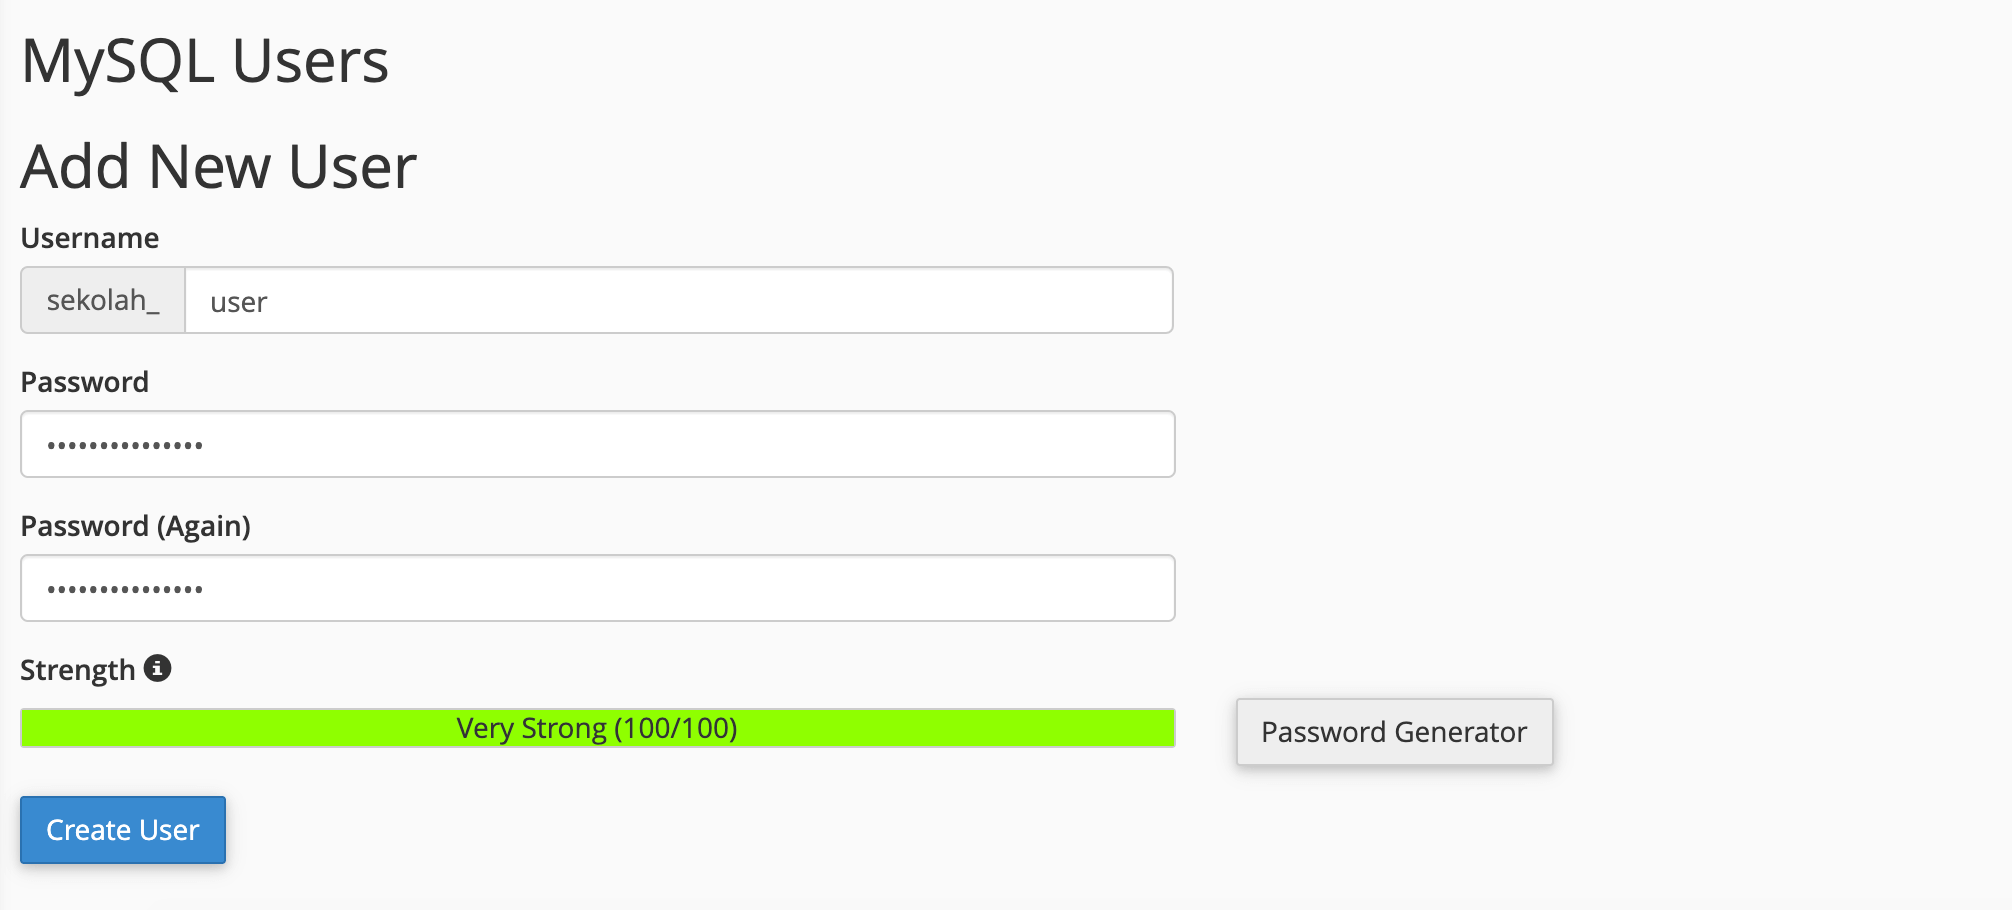 MySQL Users
Add New User
Username
sekolah_ user
Password
•••••••••••••••
Password (Again)
•••••••••••••••
Strength
Very Strong (100/100)
Password Generator
Create User